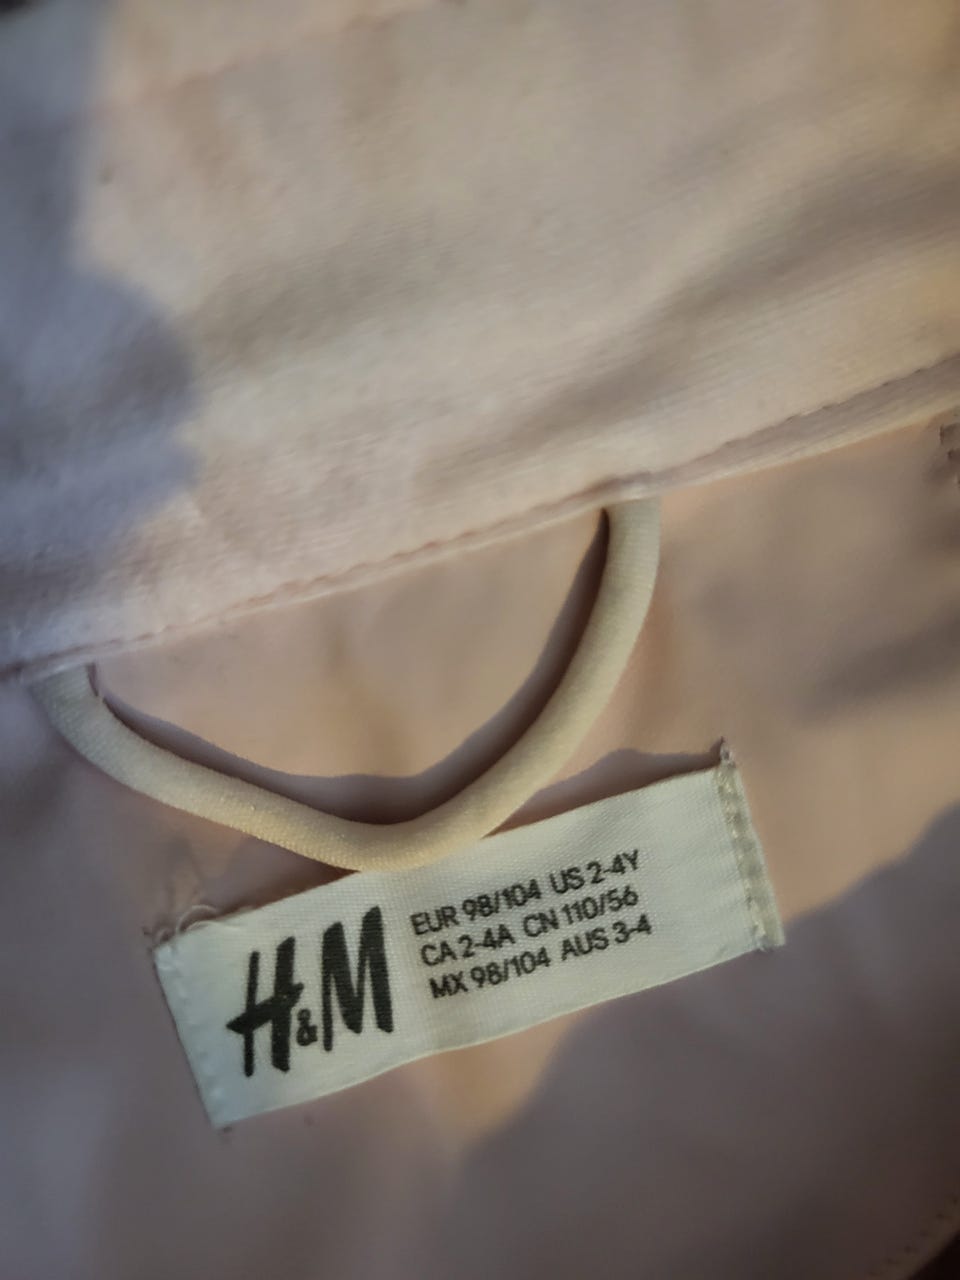 H&M
EUR 98/104 US 2-4Y
CA 2-4A CN 110/56
MX 98/104 AUS 3-4